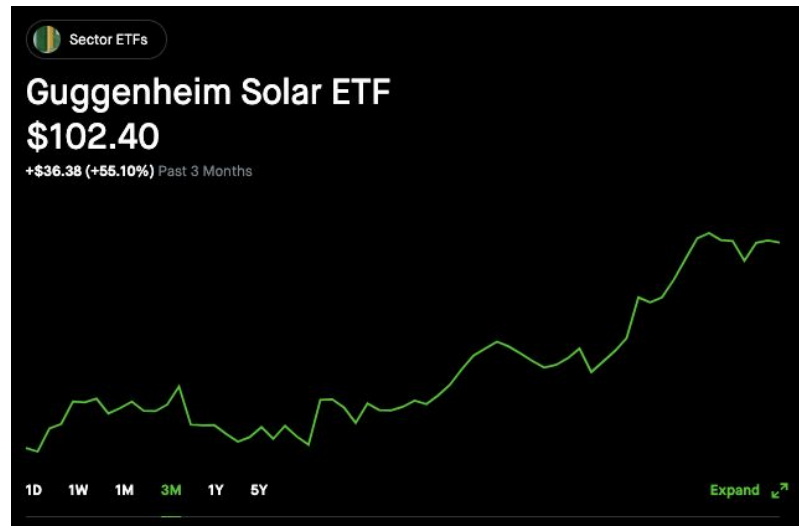 Sector ETFs
Guggenheim Solar ETF
$102.40
+$36.38 (+55.10%) Past 3 Months
1D 1W 1M 3M 1Y 5Y Expand